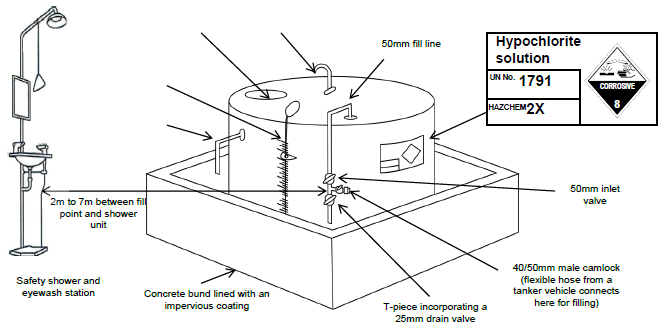 50mm fill line
Hypochlorite
solution
UN No. 1791
HAZCHEM 2X
CORROSIVE
8
2m to 7m between fill
point and shower
unit
50mm inlet
valve
Safety shower and
eyewash station
Concrete bund lined with an
impervious coating
T-piece incorporating a
25mm drain valve
40/50mm male camlock
(flexible hose from a
tanker vehicle connects
here for filling)